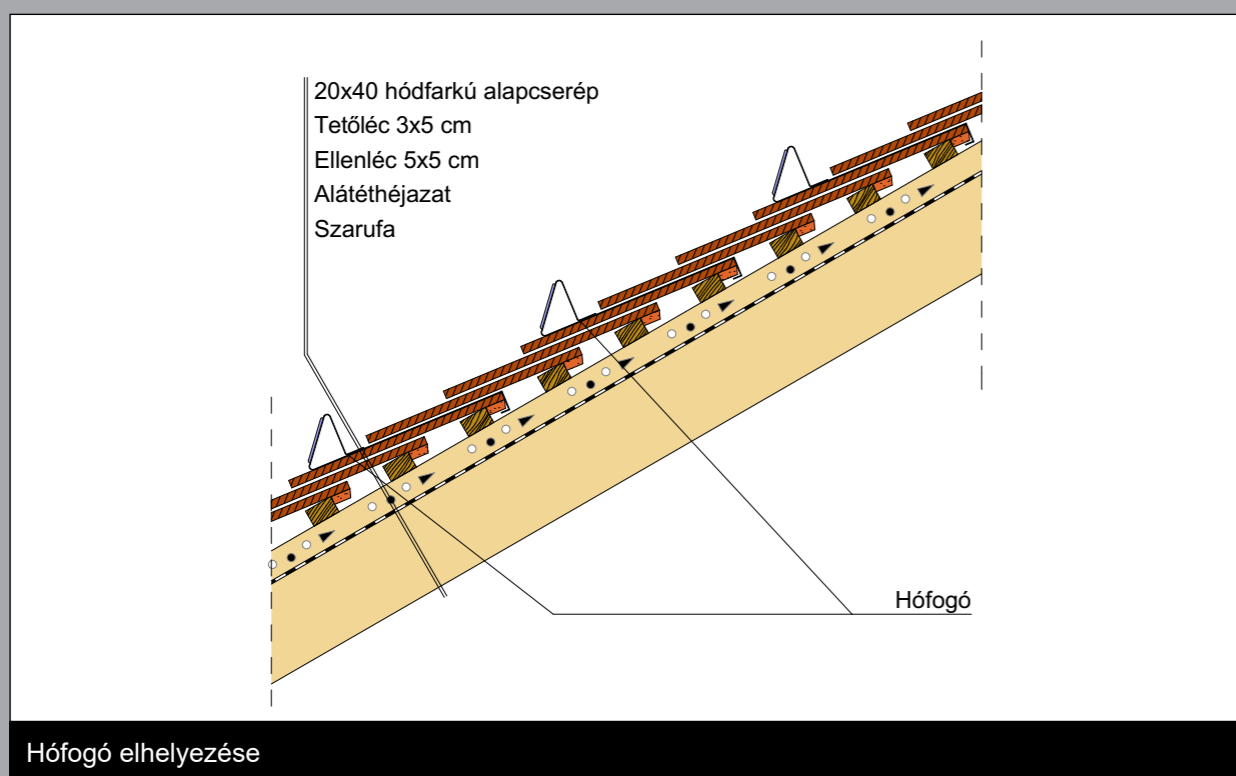 20x40 hódfarkú alapcserép
Tetőléc 3x5 cm
Ellenléc 5x5 cm
Alátéthéjazat
Szarufa
Hófogó
Hófogó elhelyezése